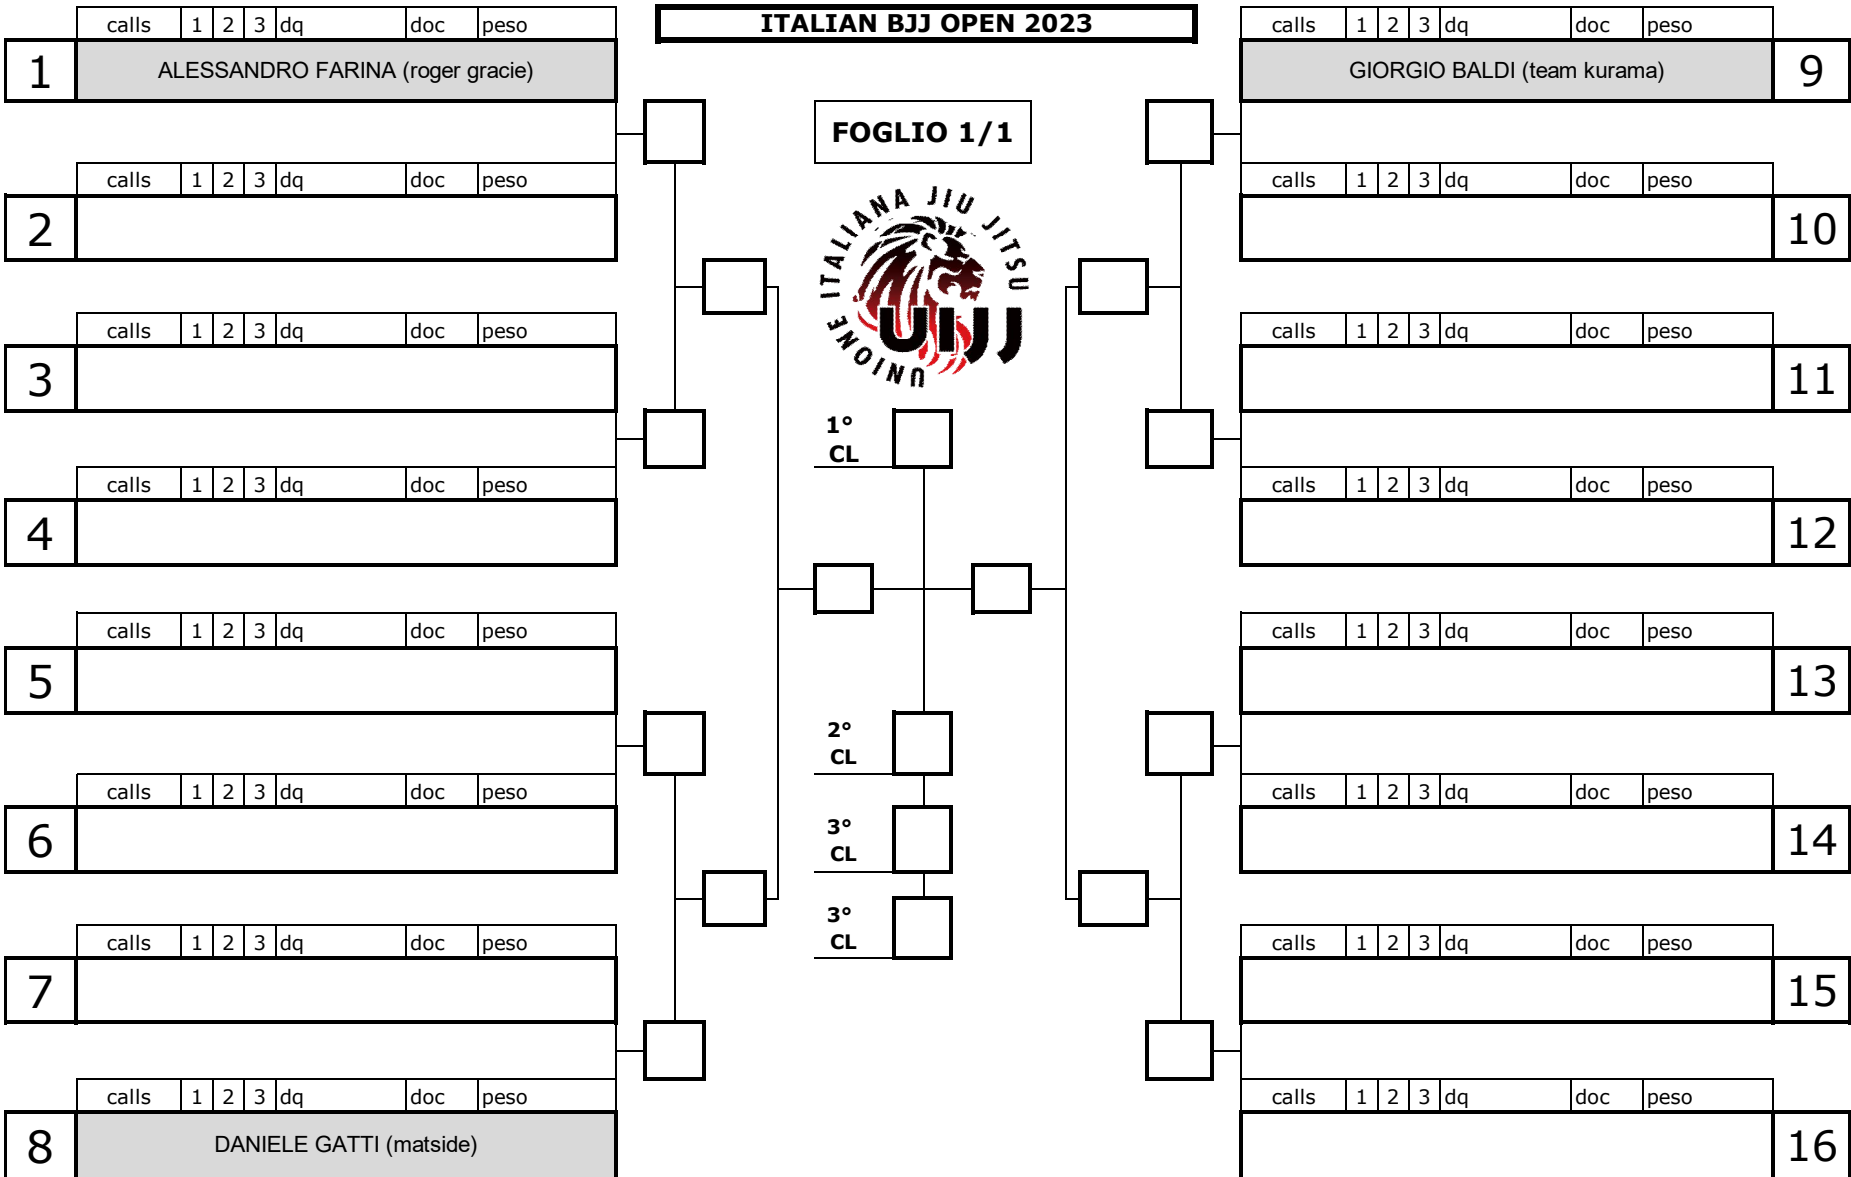 calls 1 2 3 dq doc peso
ITALIAN BJJ OPEN 2023
calls 1 2 3 dq doc peso
1 ALESSANDRO FARINA (roger gracie)
GIORGIO BALDI (team kurama) 9
FOGLIO 1/1
calls 1 2 3 dq doc peso
calls 1 2 3 dq doc peso
2
10
UNIONE ITALIANA JIU JITSU
UIJJ
calls 1 2 3 dq doc peso
calls 1 2 3 dq doc peso
3
11
1°
CL
calls 1 2 3 dq doc peso
calls 1 2 3 dq doc peso
4
12
calls 1 2 3 dq doc peso
calls 1 2 3 dq doc peso
5
13
2°
CL
calls 1 2 3 dq doc peso
calls 1 2 3 dq doc peso
6
14
3°
CL
3°
CL
calls 1 2 3 dq doc peso
calls 1 2 3 dq doc peso
7
15
calls 1 2 3 dq doc peso
calls 1 2 3 dq doc peso
8 DANIELE GATTI (matside)
16